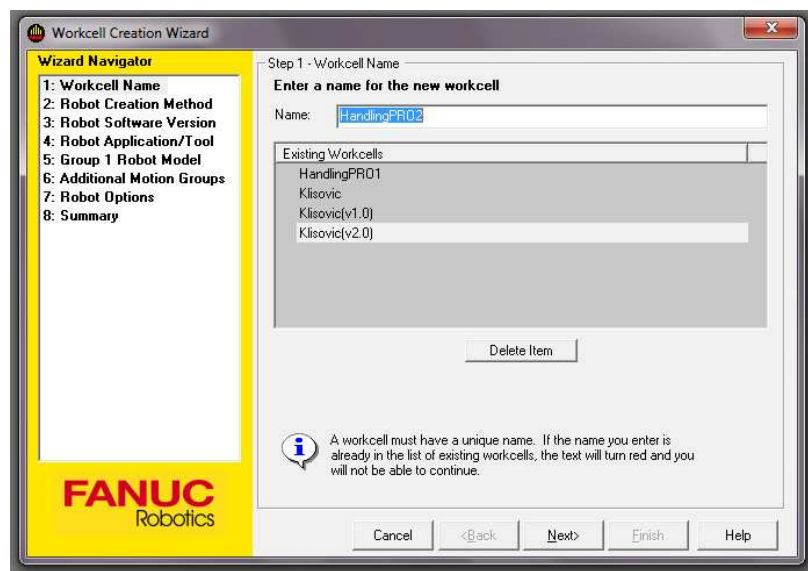 Workcell Creation Wizard
Wizard Navigator
1: Workcell Name
2: Robot Creation Method
3: Robot Software Version
4: Robot Application/Tool
5: Group 1 Robot Model
6: Additional Motion Groups
7: Robot Options
8: Summary
FANUC
Robotics
Step 1 - Workcell Name
Enter a name for the new workcell
Name: HandlingPRO2
Existing Workcells
HandlingPRO1
Klisovic
Klisovic(v1.0)
Klisovic(v2.0)
Delete Item
A workcell must have a unique name. If the name you enter is
already in the list of existing workcells, the text will turn red and you
will not be able to continue.
Cancel <Back Next> Finish Help